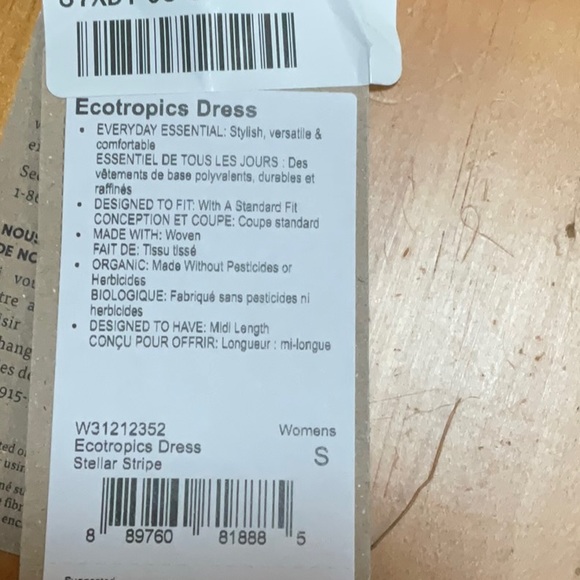 Ecotropics Dress
• EVERYDAY ESSENTIAL: Stylish, versatile &
comfortable
ESSENTIEL DE TOUS LES JOURS : Des
vêtements de base polyvalents, durables et
raffinés
• DESIGNED TO FIT: With A Standard Fit
CONCEPTION ET COUPE: Coupe standard
• MADE WITH: Woven
FAIT DE: Tissu tissé
• ORGANIC: Made Without Pesticides or
Herbicides
BIOLOGIQUE: Fabriqué sans pesticides ni
herbicides
• DESIGNED TO HAVE: Midi Length
CONÇU POUR OFFRIR: Longueur : mi-longue
W31212352 Womens
Ecotropics Dress S
Stellar Stripe
8 89760 81888 5